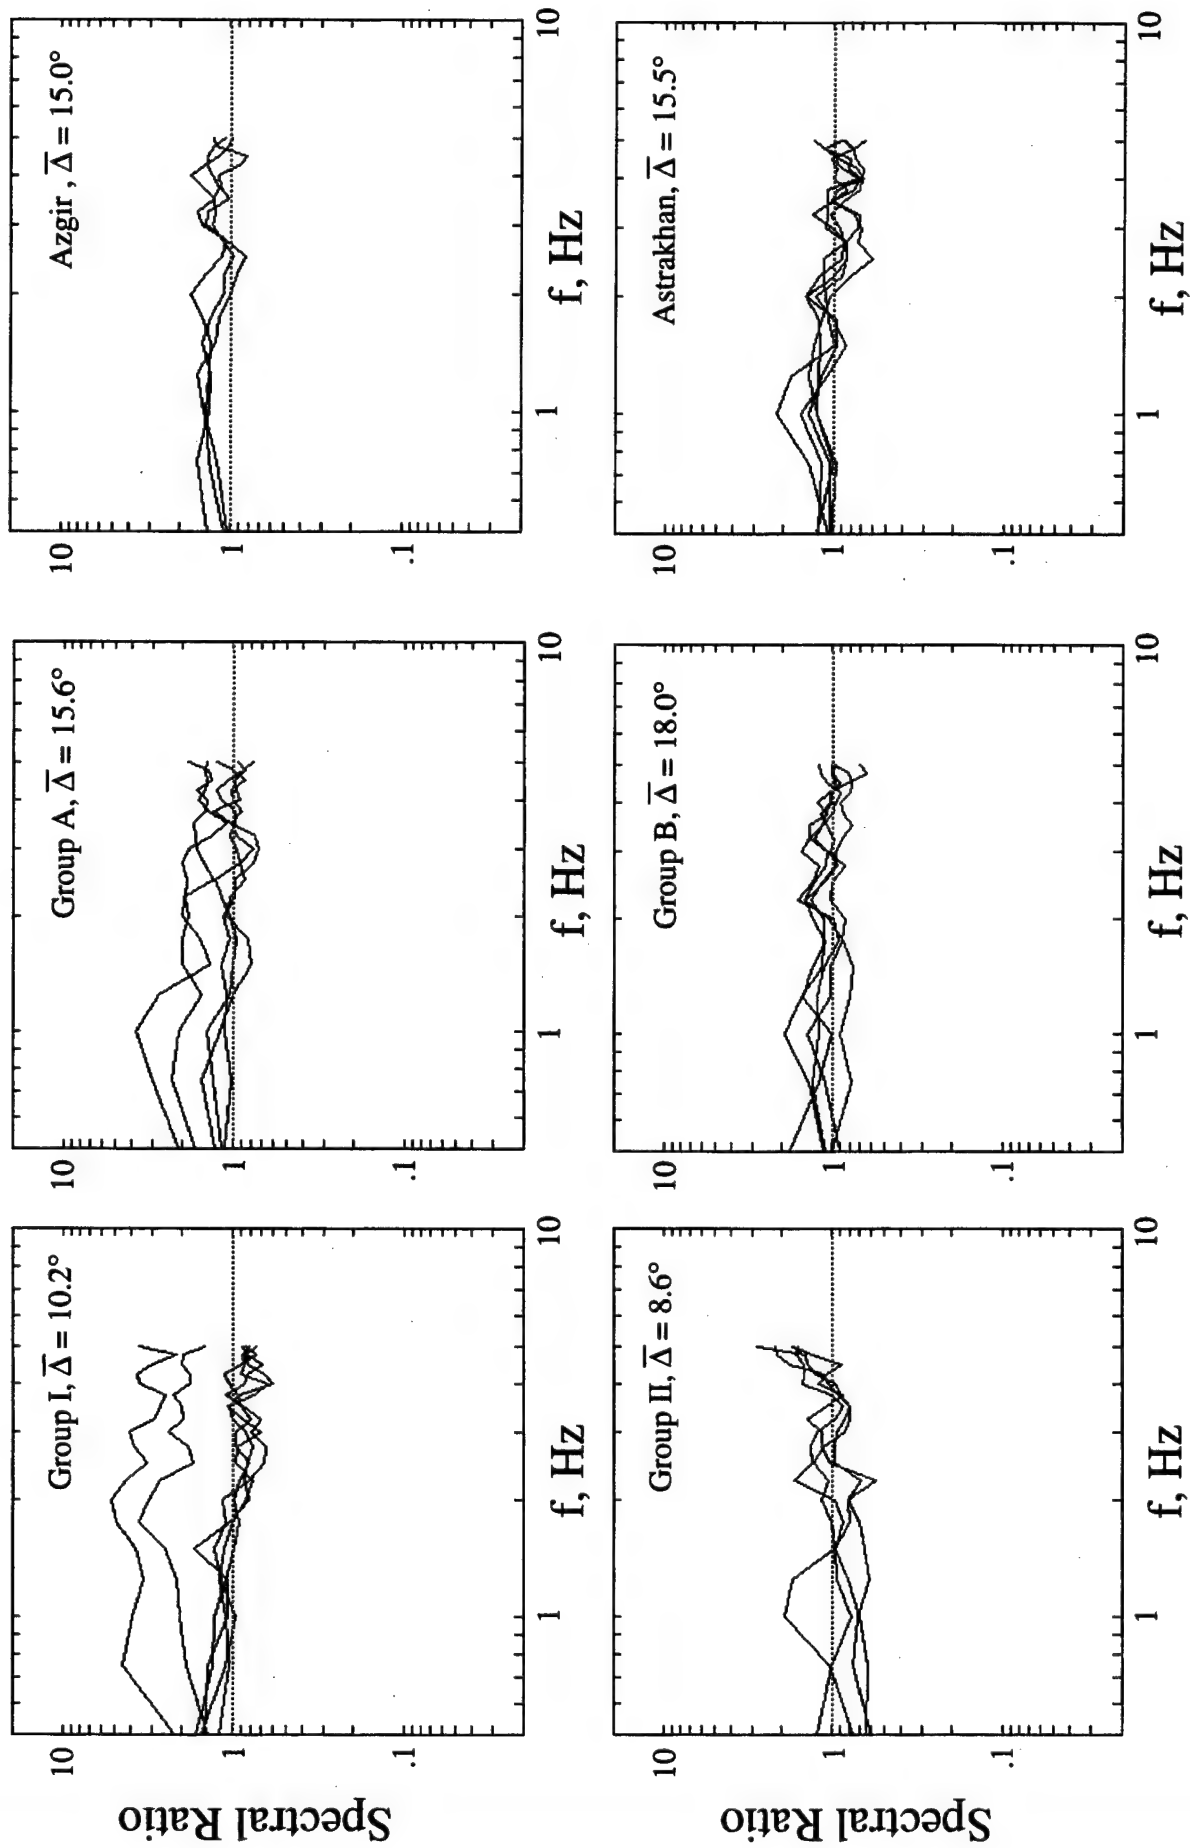 Group I, Δ̅ = 10.2°
Spectral Ratio
10
1
.1
1
10
f, Hz
Group A, Δ̅ = 15.6°
10
1
.1
1
10
f, Hz
Azgir , Δ̅ = 15.0°
10
1
.1
1
10
f, Hz
Group II, Δ̅ = 8.6°
Spectral Ratio
10
1
.1
1
10
f, Hz
Group B, Δ̅ = 18.0°
10
1
.1
1
10
f, Hz
Astrakhan, Δ̅ = 15.5°
10
1
.1
1
10
f, Hz